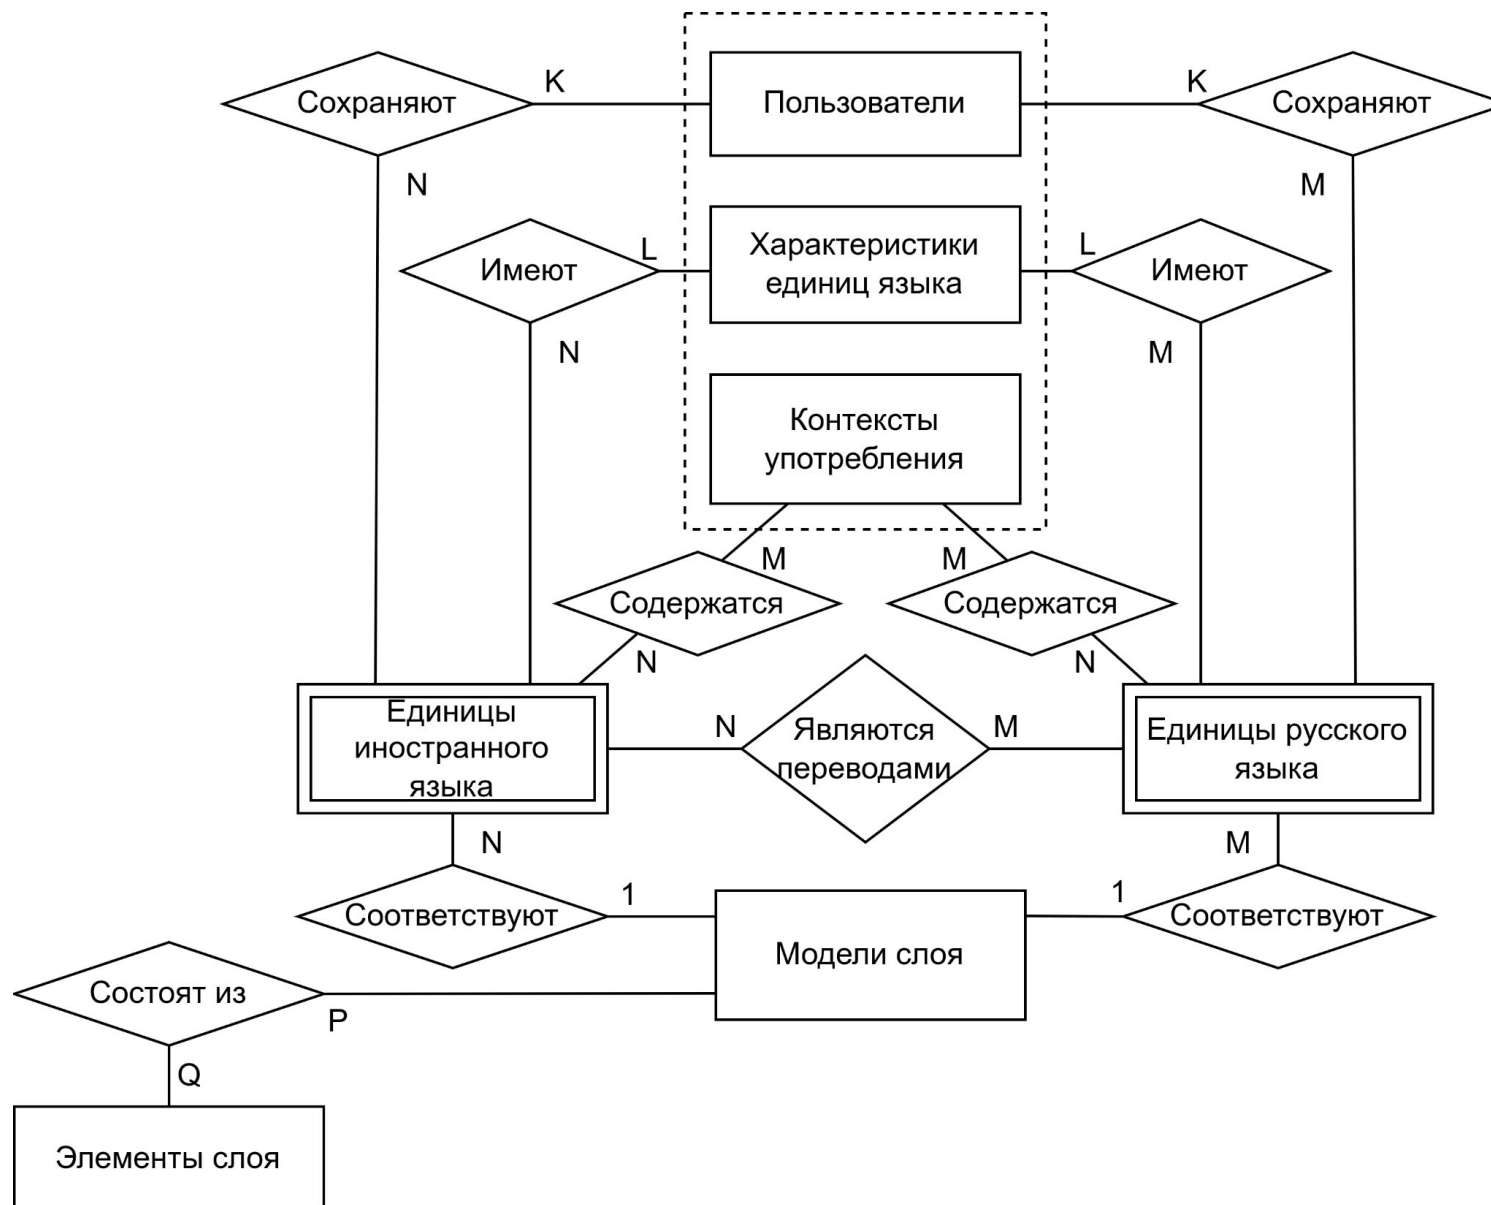 Сохраняют
K
Пользователи
K
Сохраняют
N
M
Имеют
L
Характеристики
единиц языка
L
Имеют
N
M
Контексты
употребления
M
M
Содержатся
Содержатся
N
N
Единицы
иностранного
языка
N
Являются
переводами
M
Единицы русского
языка
N
M
Соответствуют
1
Модели слоя
1
Соответствуют
Состоят из
P
Q
Элементы слоя